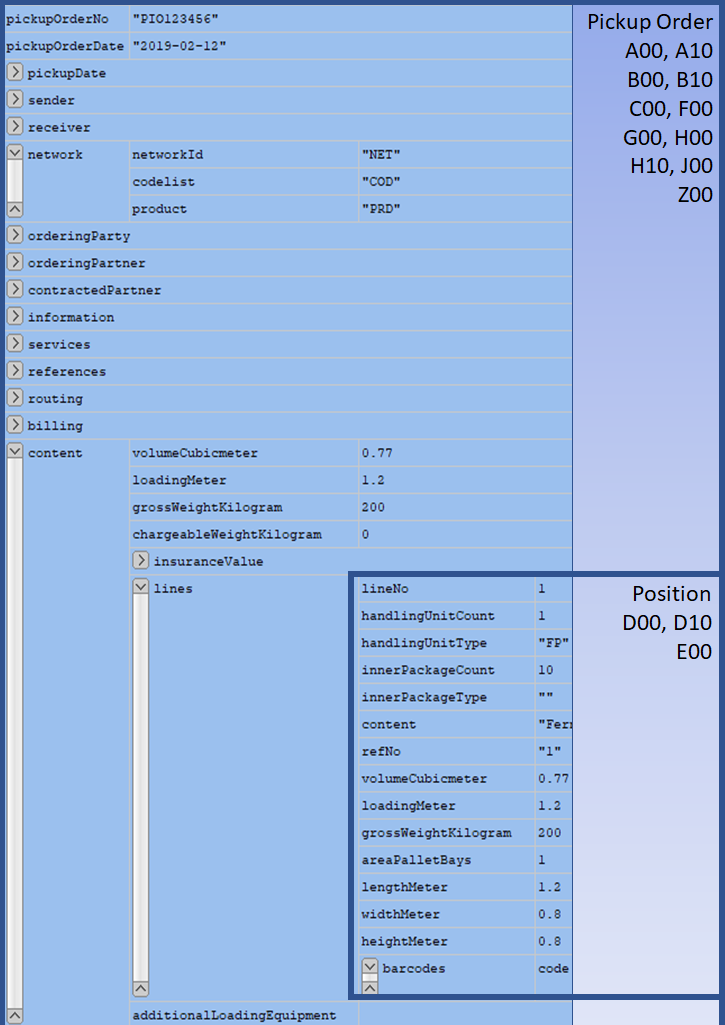 pickupOrderNo "PIO123456"
pickupOrderDate "2019-02-12"
pickupDate
sender
receiver
network networkId "NET"
codelist "COD"
product "PRD"
orderingParty
orderingPartner
contractedPartner
information
services
references
routing
billing
content volumeCubicmeter 0.77
loadingMeter 1.2
grossWeightKilogram 200
chargeableWeightKilogram 0
insuranceValue
lines lineNo 1
handlingUnitCount 1
handlingUnitType "FP"
innerPackageCount 10
innerPackageType ""
content "Fer
refNo "1"
volumeCubicmeter 0.77
loadingMeter 1.2
grossWeightKilogram 200
areaPalletBays 1
lengthMeter 1.2
widthMeter 0.8
heightMeter 0.8
barcodes code
additionalLoadingEquipment
Pickup Order
A00, A10
B00, B10
C00, F00
G00, H00
H10, J00
Z00
Position
D00, D10
E00